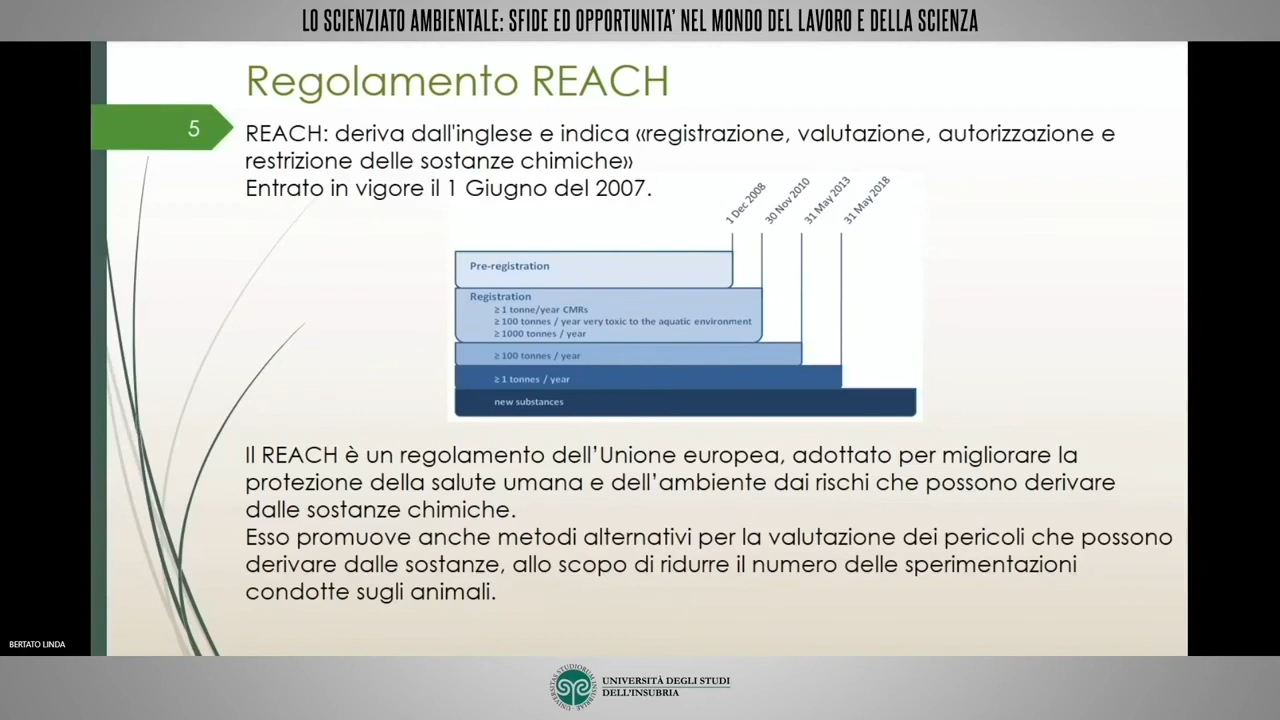 LO SCIENZIATO AMBIENTALE: SFIDE ED OPPORTUNITA' NEL MONDO DEL LAVORO E DELLA SCIENZA
Regolamento REACH
5
REACH: deriva dall'inglese e indica «registrazione, valutazione, autorizzazione e
restrizione delle sostanze chimiche»
Entrato in vigore il 1 Giugno del 2007.
1 Dec 2008
30 Nov 2010
31 May 2013
31 May 2018
Pre-registration
Registration
≥ 1 tonne/year CMRs
≥ 100 tonnes / year very toxic to the aquatic environment
≥ 1000 tonnes / year
≥ 100 tonnes / year
≥ 1 tonnes / year
new substances
Il REACH è un regolamento dell'Unione europea, adottato per migliorare la
protezione della salute umana e dell'ambiente dai rischi che possono derivare
dalle sostanze chimiche.
Esso promuove anche metodi alternativi per la valutazione dei pericoli che possono
derivare dalle sostanze, allo scopo di ridurre il numero delle sperimentazioni
condotte sugli animali.
BERTATO LINDA
UNIVERSITÀ DEGLI STUDI
DELL'INSUBRIA